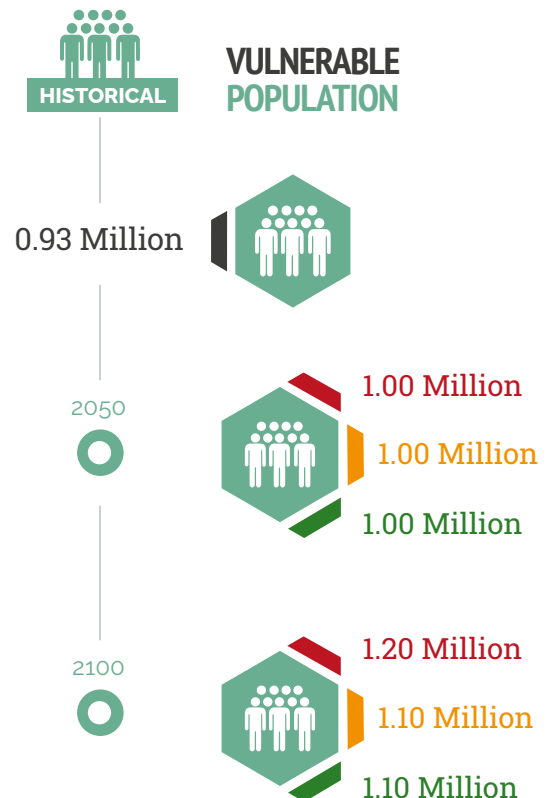 HISTORICAL
VULNERABLE
POPULATION
0.93 Million
2050
1.00 Million
1.00 Million
1.00 Million
2100
1.20 Million
1.10 Million
1.10 Million